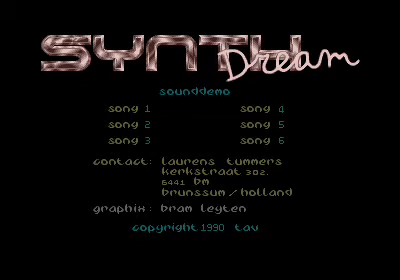 SYNTH
Dream
sounddemo
song 1 song 4
song 2 song 5
song 3 song 6
contact: laurens tummers
kerkstraat 302.
6441 bm
brunssum/holland
graphix: bram leyten
copyright 1990 tav